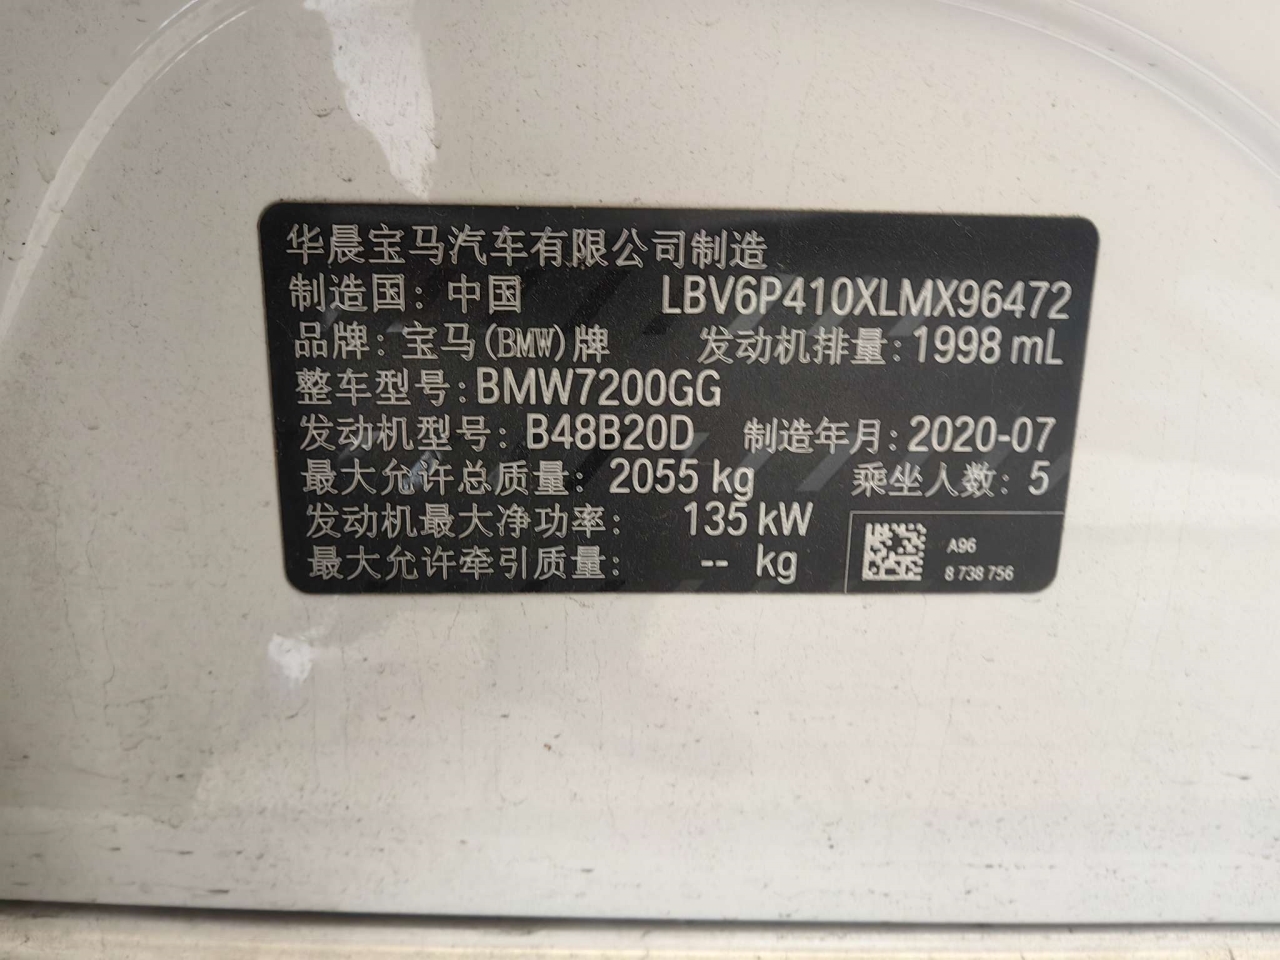 华晨宝马汽车有限公司制造
制造国：中国 LBV6P410XLMX96472
品牌：宝马(BMW)牌 发动机排量：1998 mL
整车型号：BMW7200GG
发动机型号：B48B20D 制造年月：2020-07
最大允许总质量：2055 kg 乘坐人数：5
发动机最大净功率：135 kW
最大允许牵引质量：-- kg
A96
8 738 756